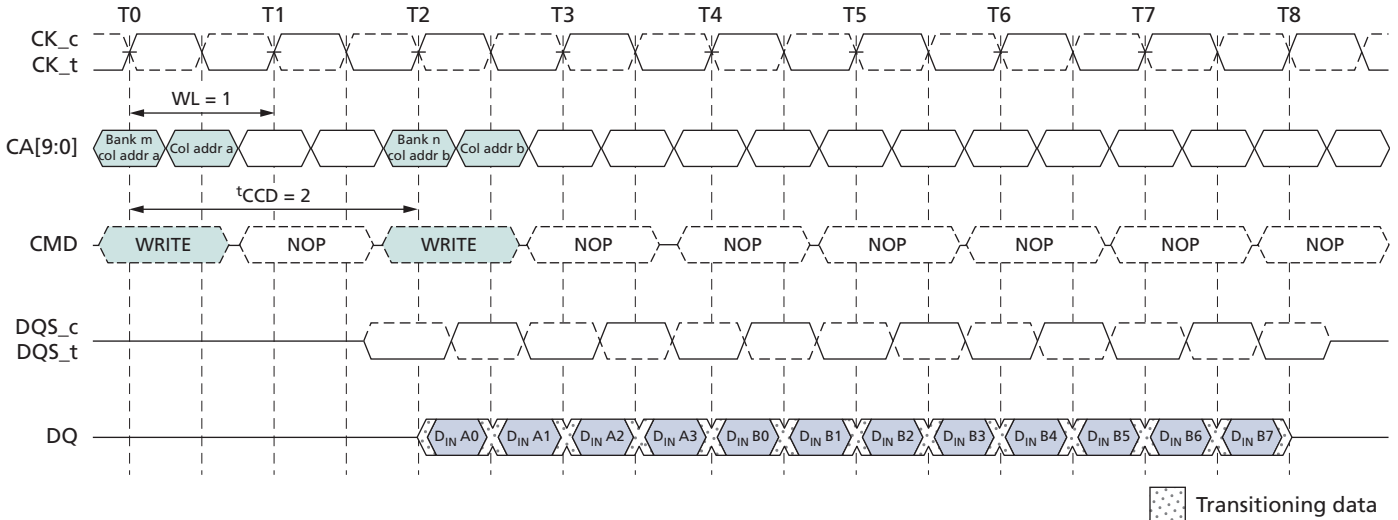 T0 T1 T2 T3 T4 T5 T6 T7 T8
CK_c
CK_t
WL = 1
CA[9:0]
Bank m
col addr a
Col addr a
Bank n
col addr b
Col addr b
tCCD = 2
CMD WRITE NOP WRITE NOP NOP NOP NOP NOP NOP
DQS_c
DQS_t
DQ DIN A0 DIN A1 DIN A2 DIN A3 DIN B0 DIN B1 DIN B2 DIN B3 DIN B4 DIN B5 DIN B6 DIN B7
Transitioning data